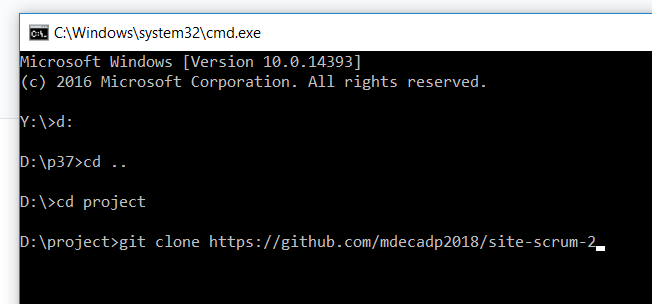 C:\Windows\system32\cmd.exe
Microsoft Windows [Version 10.0.14393]
(c) 2016 Microsoft Corporation. All rights reserved.
Y:\>d:
D:\p37>cd ..
D:\>cd project
D:\project>git clone https://github.com/mdecadp2018/site-scrum-2